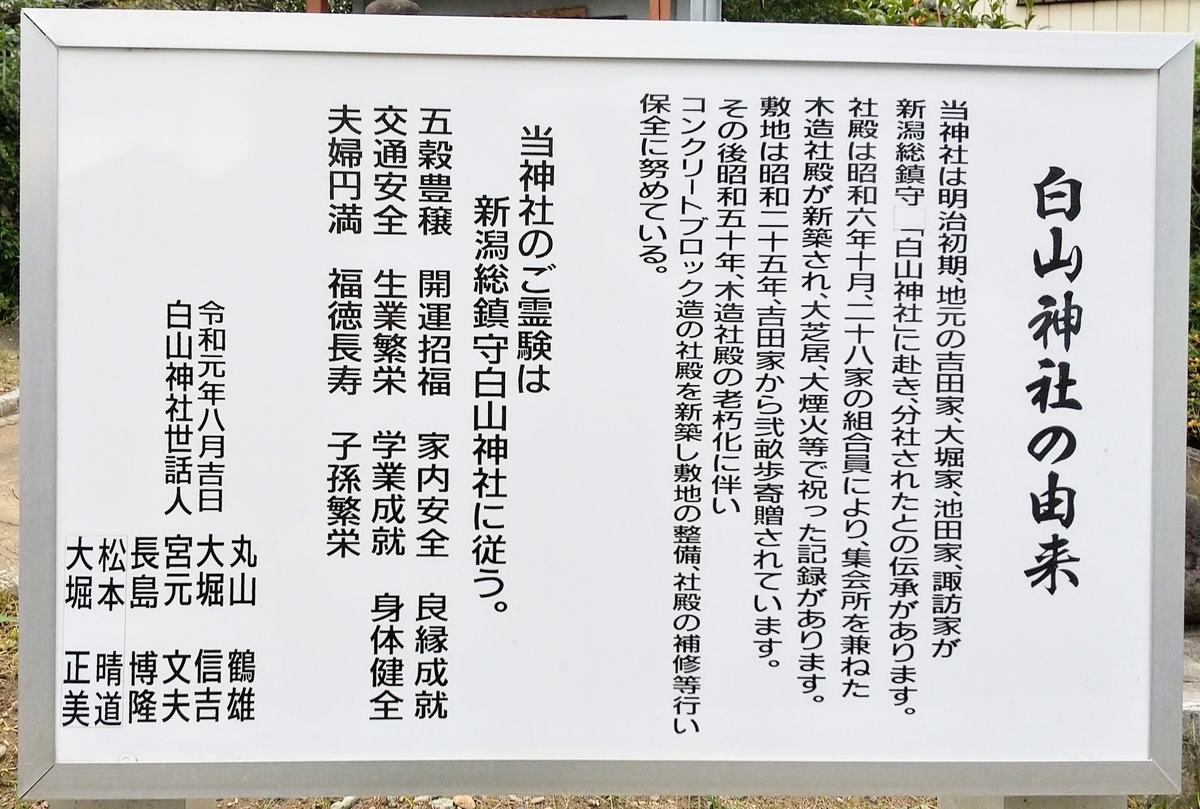 白山神社の由来
当神社は明治初期、地元の吉田家、大堀家、池田家、諏訪家が
新潟総鎮守「白山神社」に赴き、分社されたとの伝承があります。
社殿は昭和六年十月、二十八家の組合員により、集会所を兼ねた
木造社殿が新築され、大芝居、大煙火等で祝った記録があります。
敷地は昭和二十五年、吉田家から弐畝歩寄贈されています。
その後昭和五十年、木造社殿の老朽化に伴い
コンクリートブロック造の社殿を新築し敷地の整備、社殿の補修等行い
保全に努めている。
当神社のご霊験は
新潟総鎮守白山神社に従う。
五穀豊穣 開運招福 家内安全 良縁成就
交通安全 生業繁栄 学業成就 身体健全
夫婦円満 福徳長寿 子孫繁栄
令和元年八月吉日
白山神社世話人
丸山 鶴雄
大堀 信吉
宮元 文夫
長島 博隆
松本 晴道
大堀 正美